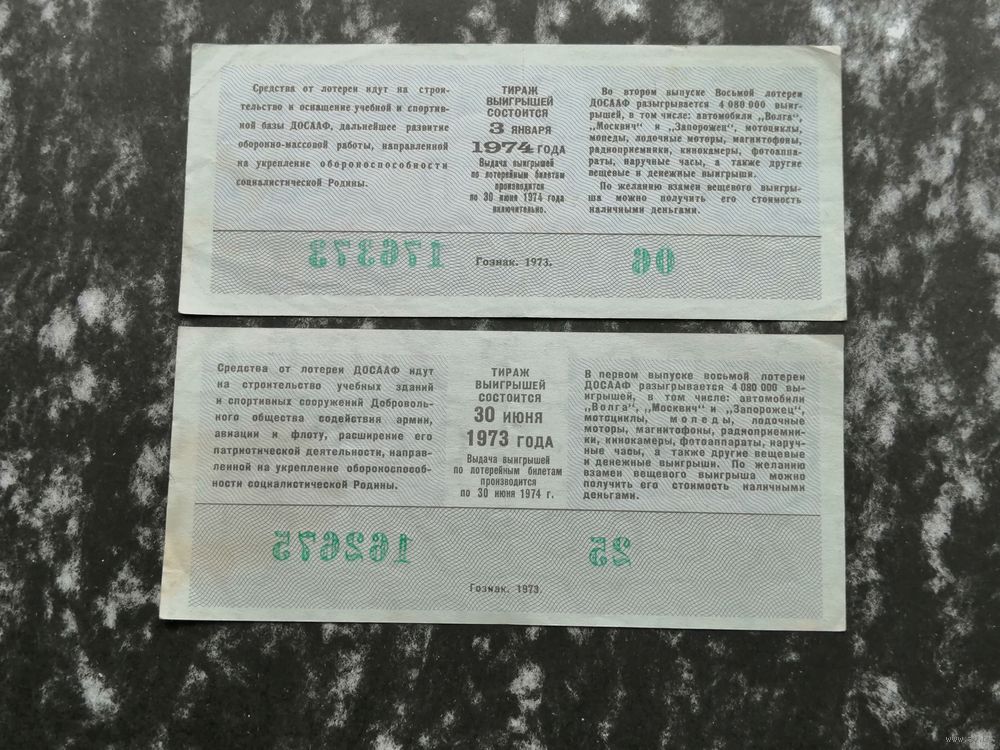 Средства от лотереи идут на строи-
тельство и оснащение учебной и спортив-
ной базы ДОСААФ, дальнейшее развитие
оборонно-массовой работы, направленной
на укрепление обороноспособности
социалистической Родины.
ТИРАЖ
ВЫИГРЫШЕЙ
СОСТОИТСЯ
3 ЯНВАРЯ
1974 ГОДА
Выдача выигрышей
по лотерейным билетам
производится
по 30 июня 1974 года
включительно.
Во втором выпуске Восьмой лотереи
ДОСААФ разыгрывается 4 080 000 выиг-
рышей, в том числе: автомобили „Волга",
„Москвич" и „Запорожец", мотоциклы,
мопеды, лодочные моторы, магнитофоны,
радиоприемники, кинокамеры, фотоаппа-
раты, наручные часы, а также другие
вещевые и денежные выигрыши.
По желанию взамен вещевого выигры-
ша можно получить его стоимость
наличными деньгами.
176373
Гознак. 1973.
06
Средства от лотереи ДОСААФ идут
на строительство учебных зданий
и спортивных сооружений Доброволь-
ного общества содействия армии,
авиации и флоту, расширение его
патриотической деятельности, направ-
ленной на укрепление обороноспособ-
ности социалистической Родины.
ТИРАЖ
ВЫИГРЫШЕЙ
СОСТОИТСЯ
30 ИЮНЯ
1973 ГОДА
Выдача выигрышей
по лотерейным билетам
производится
по 30 июня 1974 г.
В первом выпуске восьмой лотереи
ДОСААФ разыгрывается 4 080 000 вы-
игрышей, в том числе: автомобили
„Волга", „Москвич" и „Запорожец",
мотоциклы, мопеды, лодочные
моторы, магнитофоны, радиоприемни-
ки, кинокамеры, фотоаппараты, наруч-
ные часы, а также другие вещевые
и денежные выигрыши. По желанию
взамен вещевого выигрыша можно
получить его стоимость наличными
деньгами.
162675
25
Гознак. 1973.